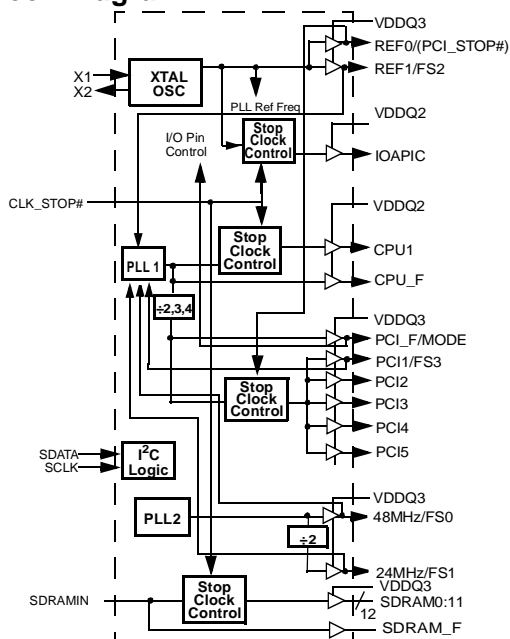 VDDQ3
REF0/(PCI_STOP#)
REF1/FS2
X1
X2
XTAL
OSC
PLL Ref Freq
VDDQ2
I/O Pin
Control
Stop
Clock
Control
IOAPIC
CLK_STOP#
VDDQ2
Stop
Clock
Control
CPU1
PLL 1
CPU_F
÷2,3,4
VDDQ3
PCI_F/MODE
PCI1/FS3
Stop
Clock
Control
PCI2
PCI3
PCI4
PCI5
SDATA
SCLK
I²C
Logic
VDDQ3
PLL2
48MHz/FS0
÷2
24MHz/FS1
VDDQ3
SDRAMIN
Stop
Clock
Control
SDRAM0:11
12
SDRAM_F